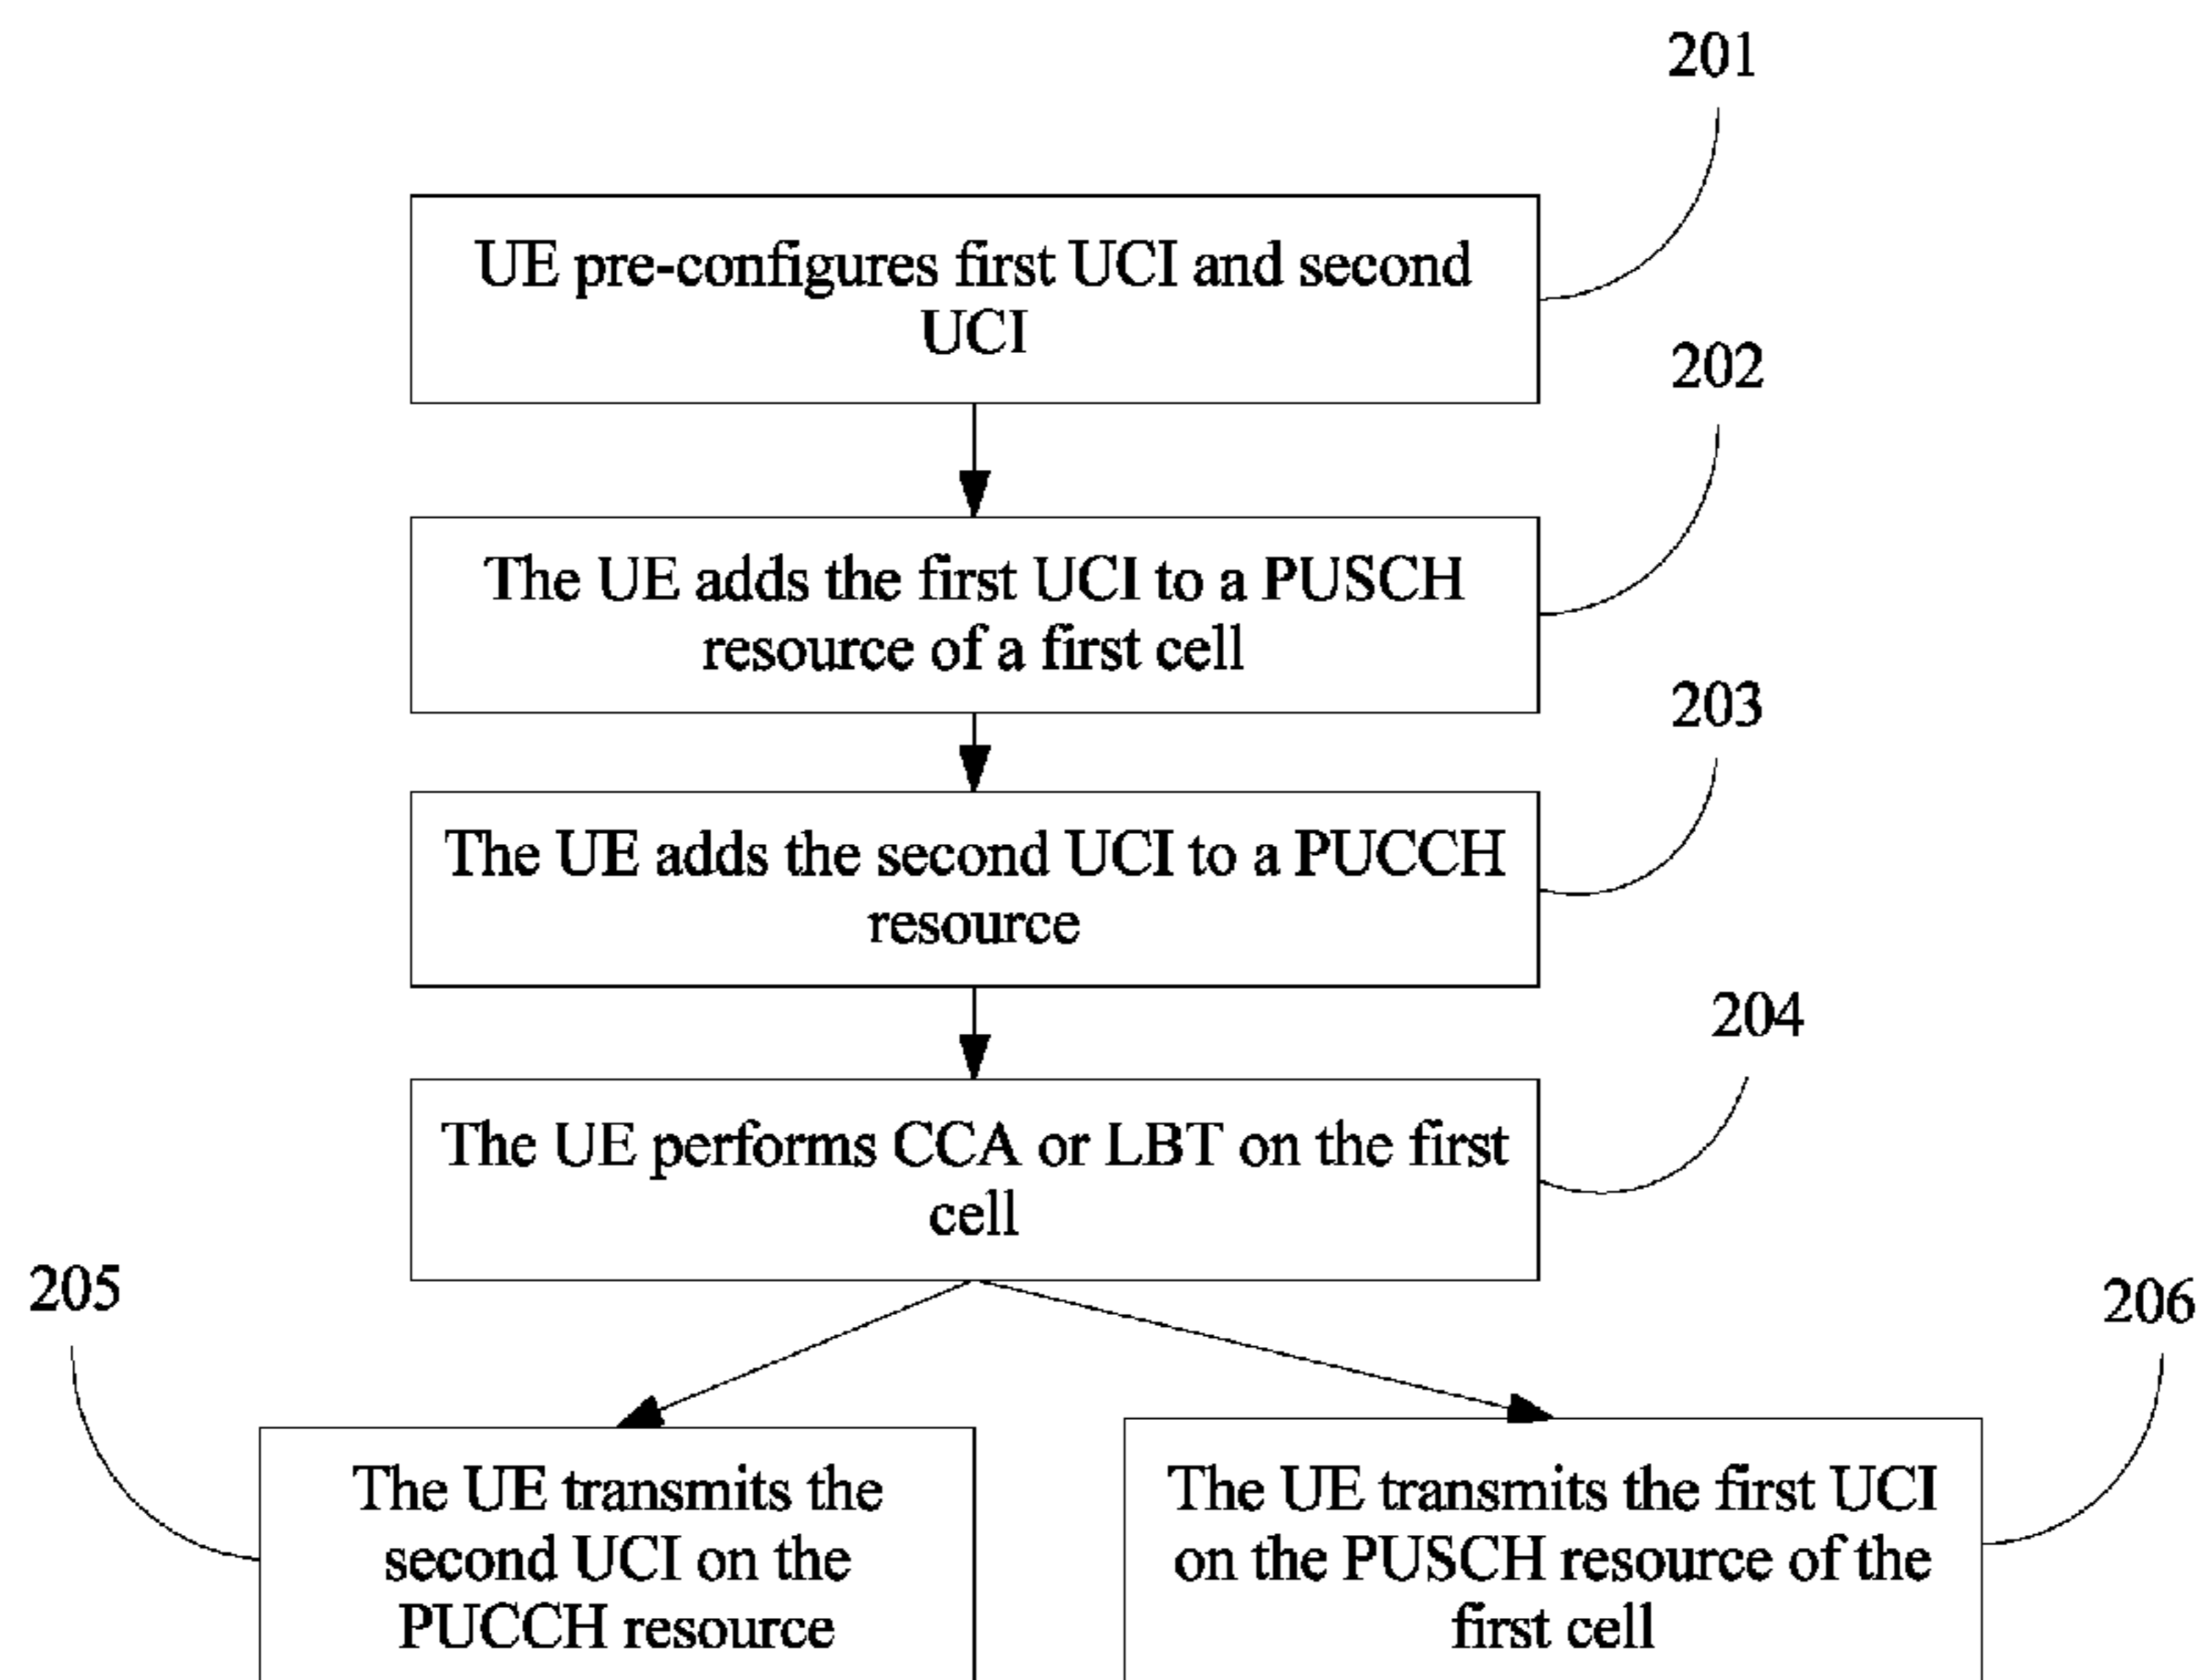 201
UE pre-configures first UCI and second
UCI
202
The UE adds the first UCI to a PUSCH
resource of a first cell
203
The UE adds the second UCI to a PUCCH
resource
204
The UE performs CCA or LBT on the first
cell
205
206
The UE transmits the
second UCI on the
PUCCH resource
The UE transmits the first UCI
on the PUSCH resource of the
first cell